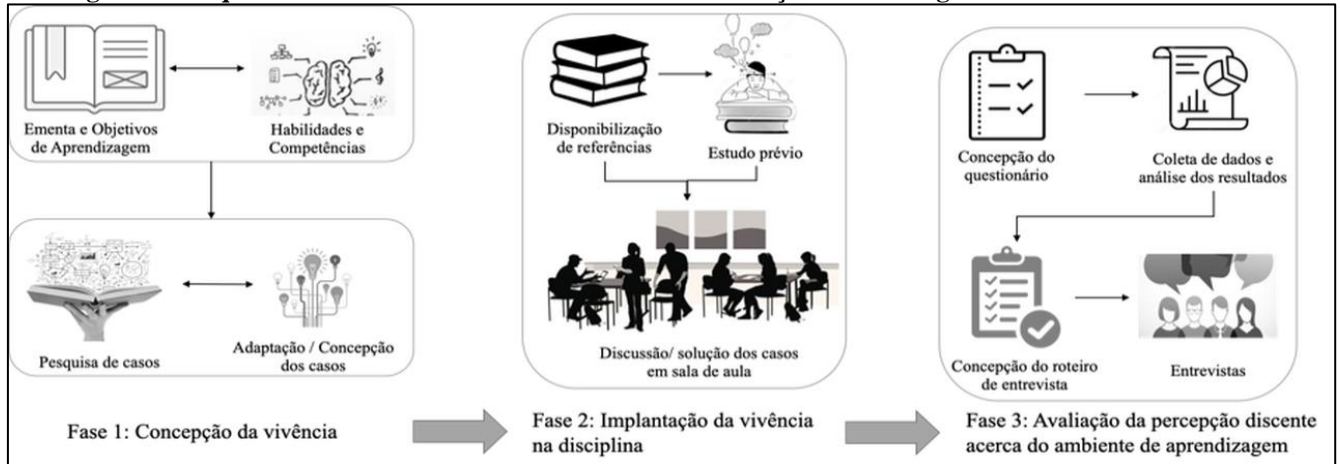 Ementa e Objetivos
de Aprendizagem
Habilidades e
Competências
Pesquisa de casos
Adaptação / Concepção
dos casos
Fase 1: Concepção da vivência
Disponibilização
de referências
Estudo prévio
Discussão/ solução dos casos
em sala de aula
Fase 2: Implantação da vivência
na disciplina
Concepção do
questionário
Coleta de dados e
análise dos resultados
Concepção do roteiro
de entrevista
Entrevistas
Fase 3: Avaliação da percepção discente
acerca do ambiente de aprendizagem